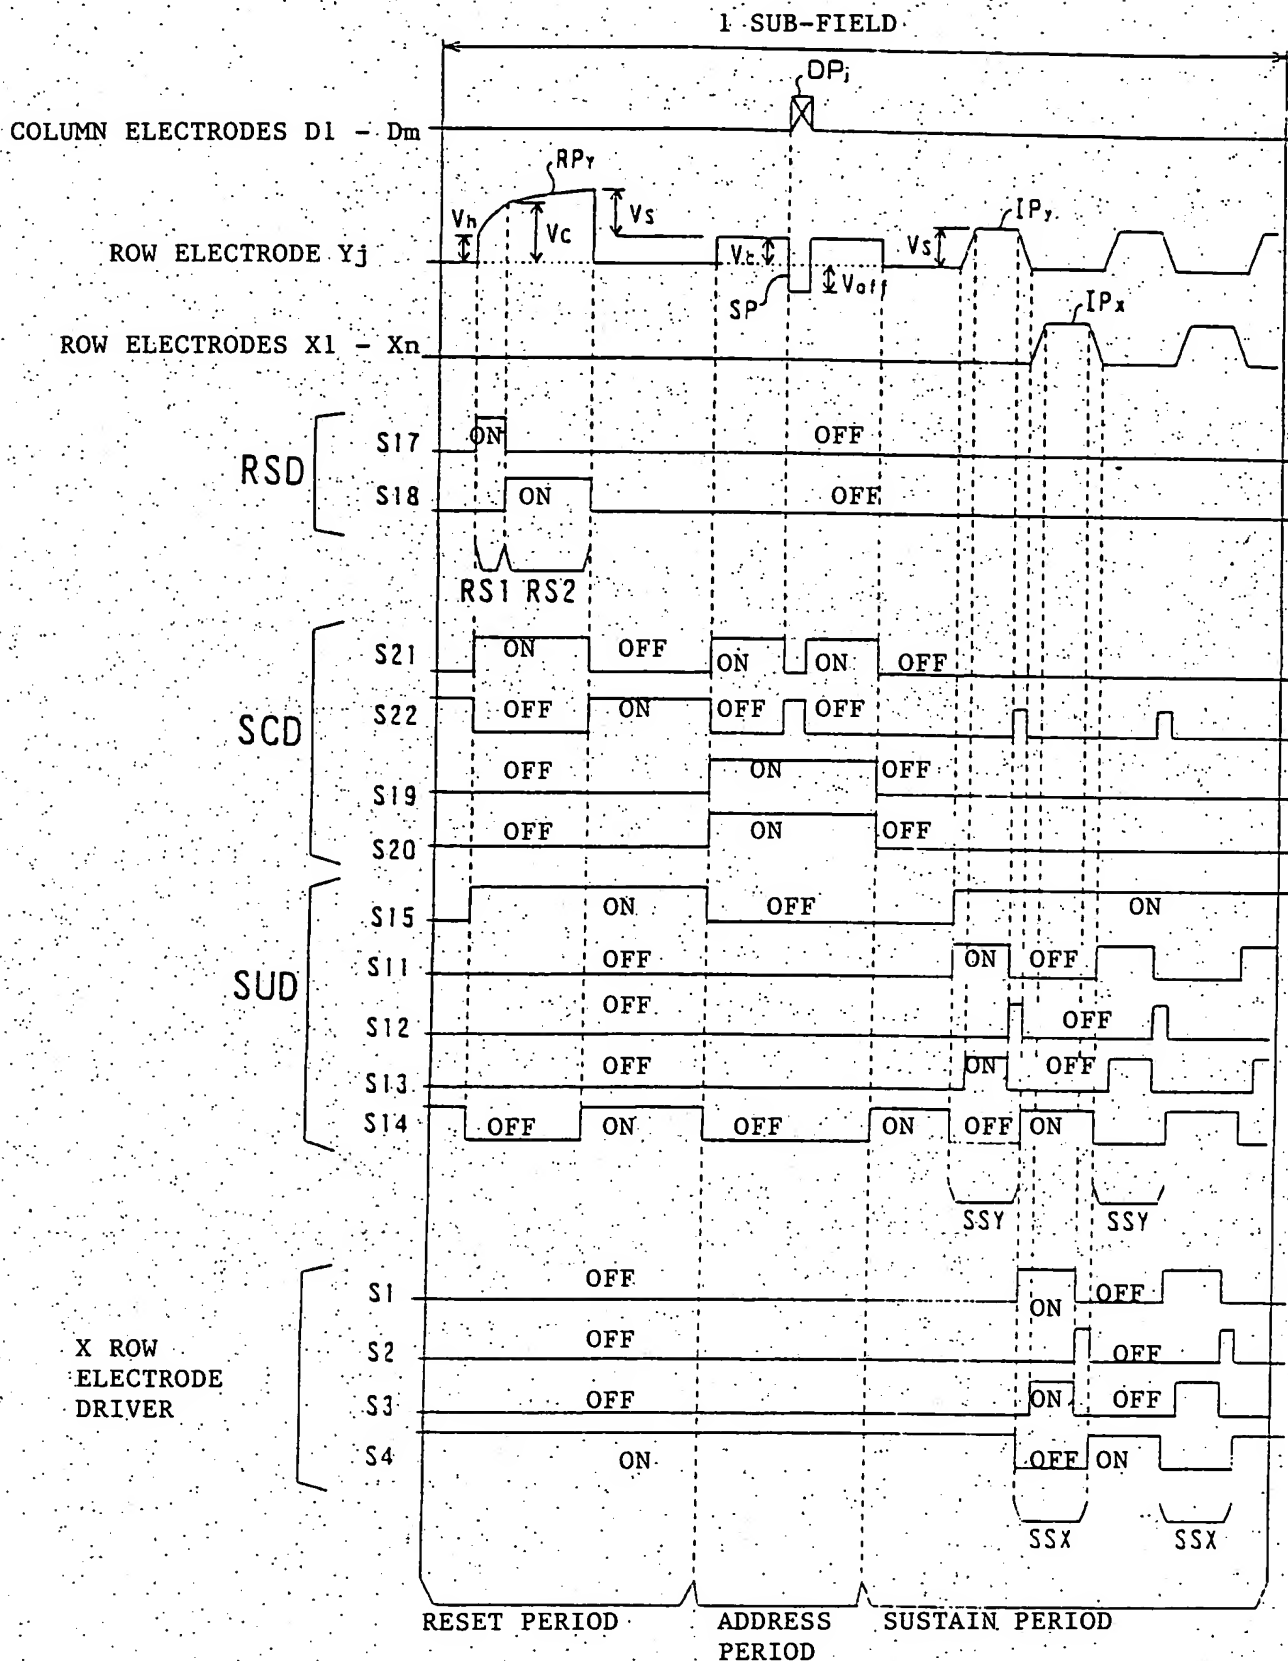 1 SUB-FIELD
DPj
COLUMN ELECTRODES D1 - Dm
RPY
Vh
Vc
Vs
ROW ELECTRODE Yj
Vt
SP
Voff
Vs
IPy
IPx
ROW ELECTRODES X1 - Xn
RSD
S17 ON OFF
S18 ON OFF
RS1 RS2
SCD
S21 ON OFF ON ON OFF
S22 OFF ON OFF OFF
S19 OFF ON OFF
S20 OFF ON OFF
SUD
S15 ON OFF ON
S11 OFF ON OFF
S12 OFF OFF
S13 OFF ON OFF
S14 OFF ON OFF ON OFF ON
SSY SSY
X ROW
ELECTRODE
DRIVER
S1 OFF ON OFF
S2 OFF OFF
S3 OFF ON OFF
S4 ON OFF ON
SSX SSX
RESET PERIOD
ADDRESS
PERIOD
SUSTAIN PERIOD